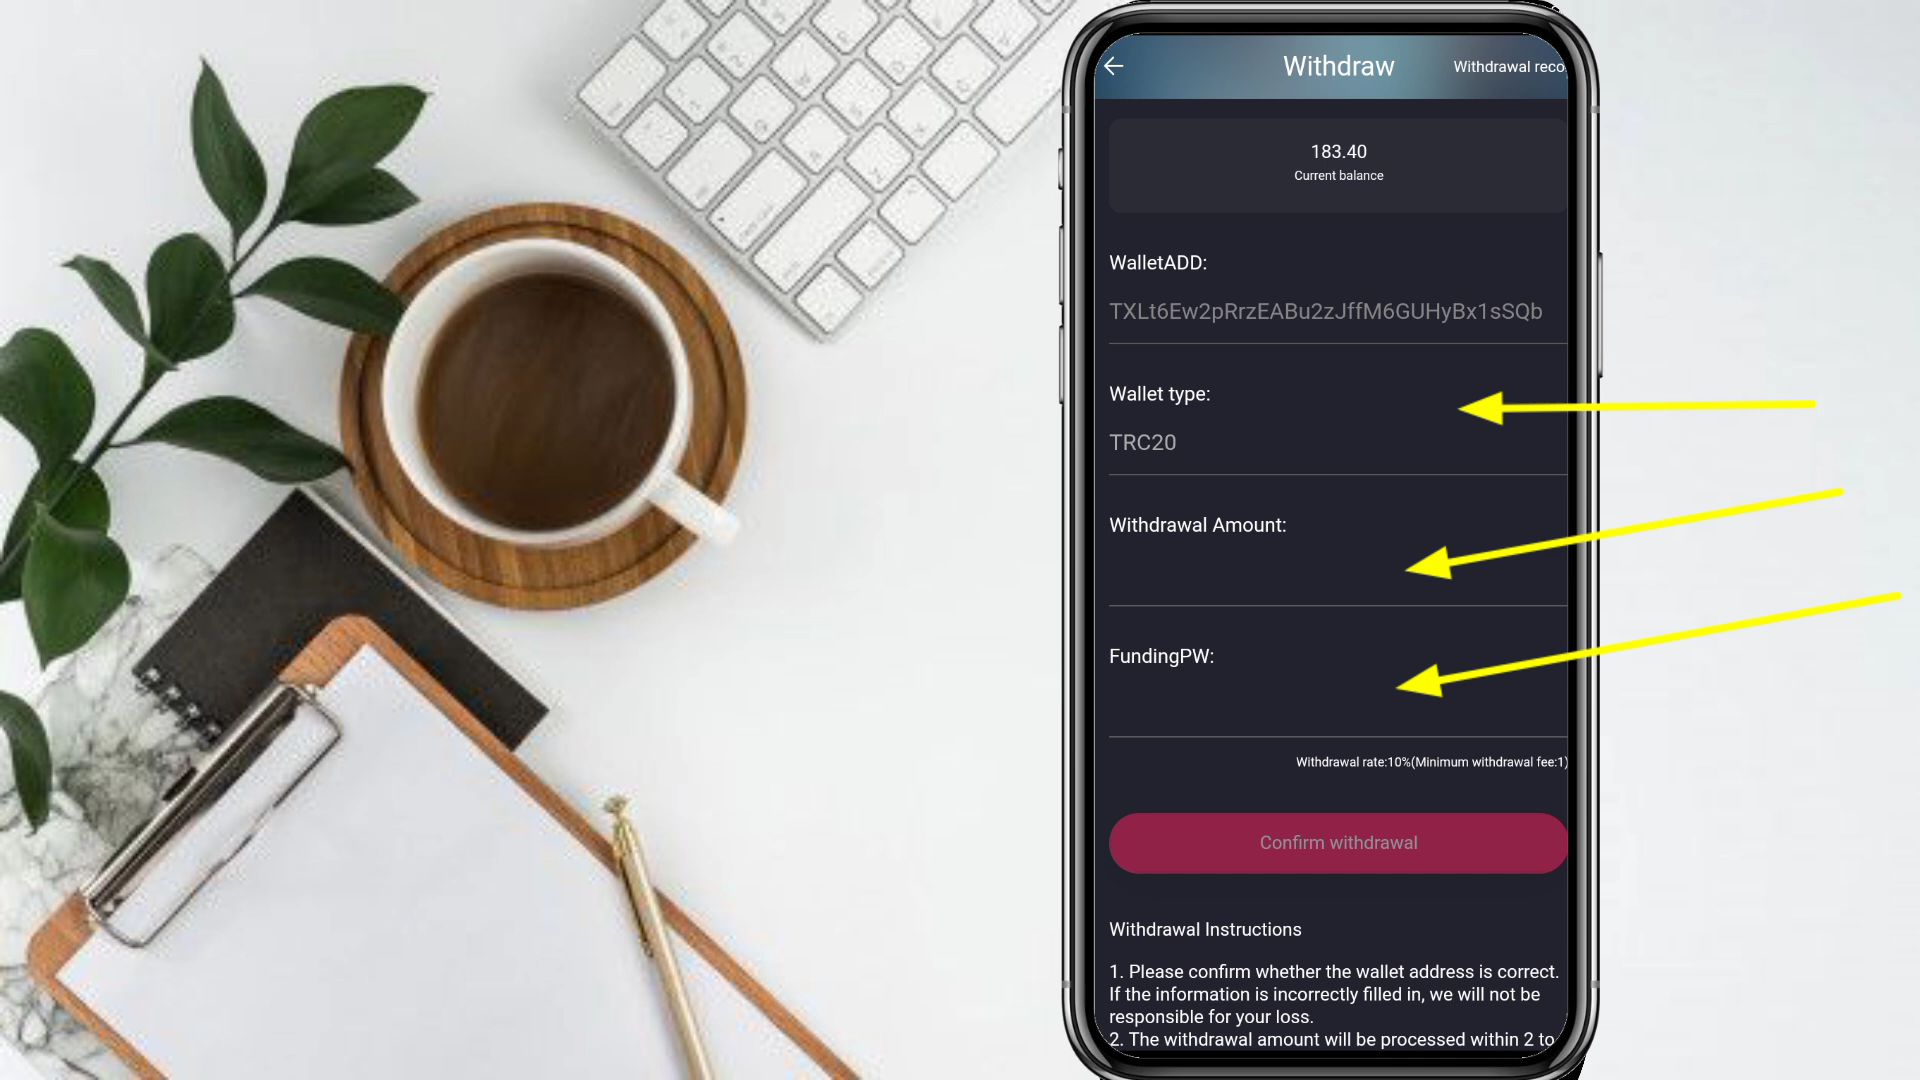 Withdraw
Withdrawal reco
183.40
Current balance
WalletADD:
TXLt6Ew2pRrzEABu2zJffM6GUHyBx1sSQb
Wallet type:
TRC20
Withdrawal Amount:
FundingPW:
Withdrawal rate:10%(Minimum withdrawal fee:1)
Confirm withdrawal
Withdrawal Instructions
1. Please confirm whether the wallet address is correct.
If the information is incorrectly filled in, we will not be
responsible for your loss.
2. The withdrawal amount will be processed within 2 to